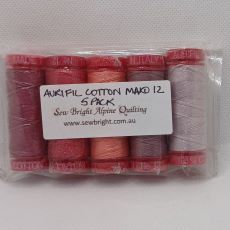 AURIFIL COTTON MAKO 12
5 PACK
Sew Bright Alpine Quilting
www.sewbright.com.au